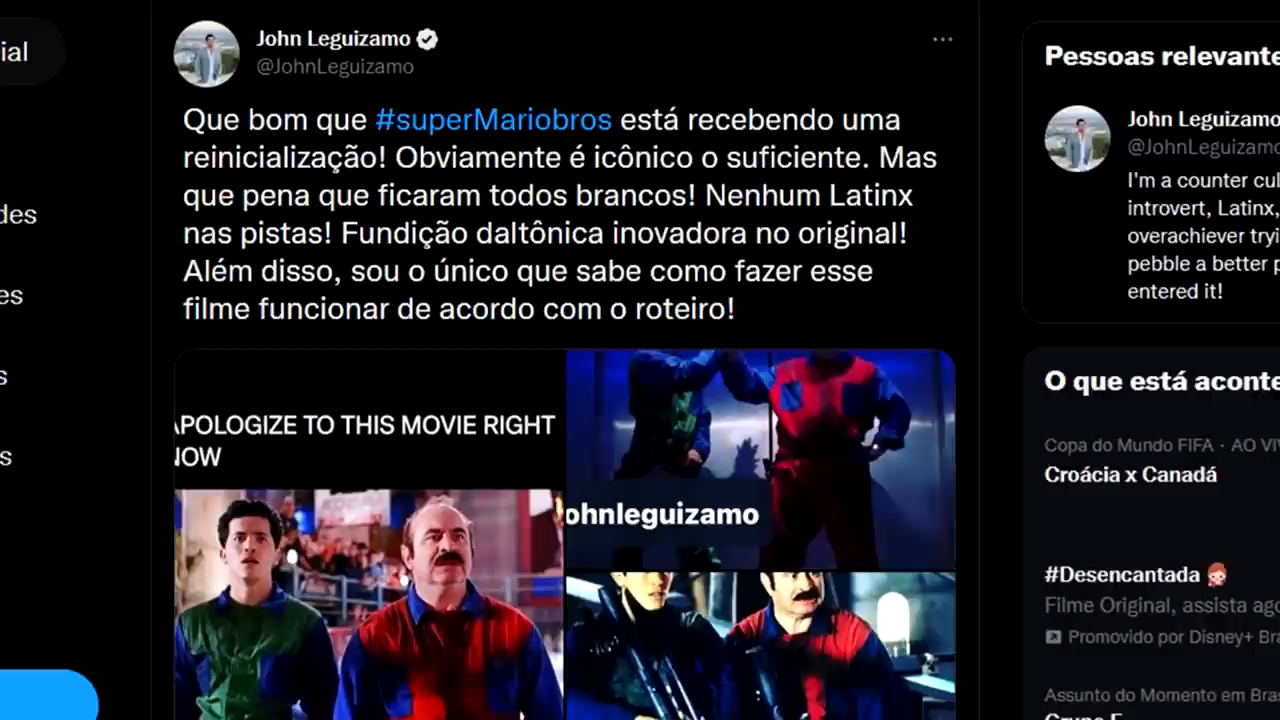 ial
des
es
s
s
John Leguizamo
@JohnLeguizamo
Que bom que #superMariobros está recebendo uma
reinicialização! Obviamente é icônico o suficiente. Mas
que pena que ficaram todos brancos! Nenhum Latinx
nas pistas! Fundição daltônica inovadora no original!
Além disso, sou o único que sabe como fazer esse
filme funcionar de acordo com o roteiro!
APOLOGIZE TO THIS MOVIE RIGHT
NOW
ohnleguizamo
Pessoas relevante
John Leguizamo
@JohnLeguizamo
I'm a counter cul
introvert, Latinx,
overachiever tryi
pebble a better p
entered it!
O que está aconte
Copa do Mundo FIFA · AO VIV
Croácia x Canadá
#Desencantada
Filme Original, assista ago
Promovido por Disney+ Bra
Assunto do Momento em Bras
Grupo F